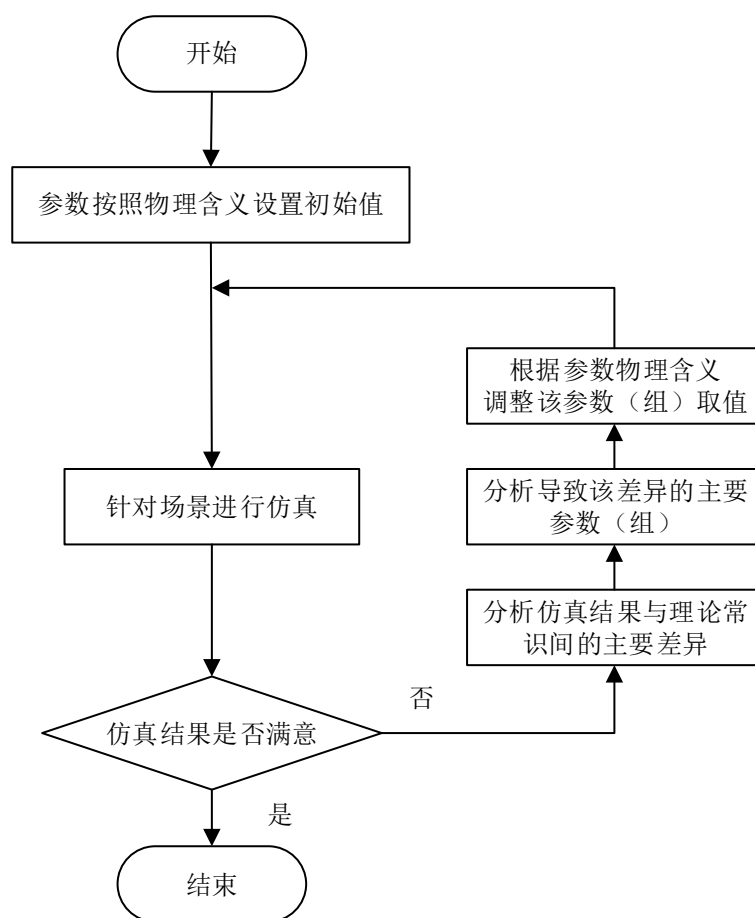 开始
参数按照物理含义设置初始值
根据参数物理含义
调整该参数（组）取值
针对场景进行仿真
分析导致该差异的主要
参数（组）
分析仿真结果与理论常
识间的主要差异
否
仿真结果是否满意
是
结束